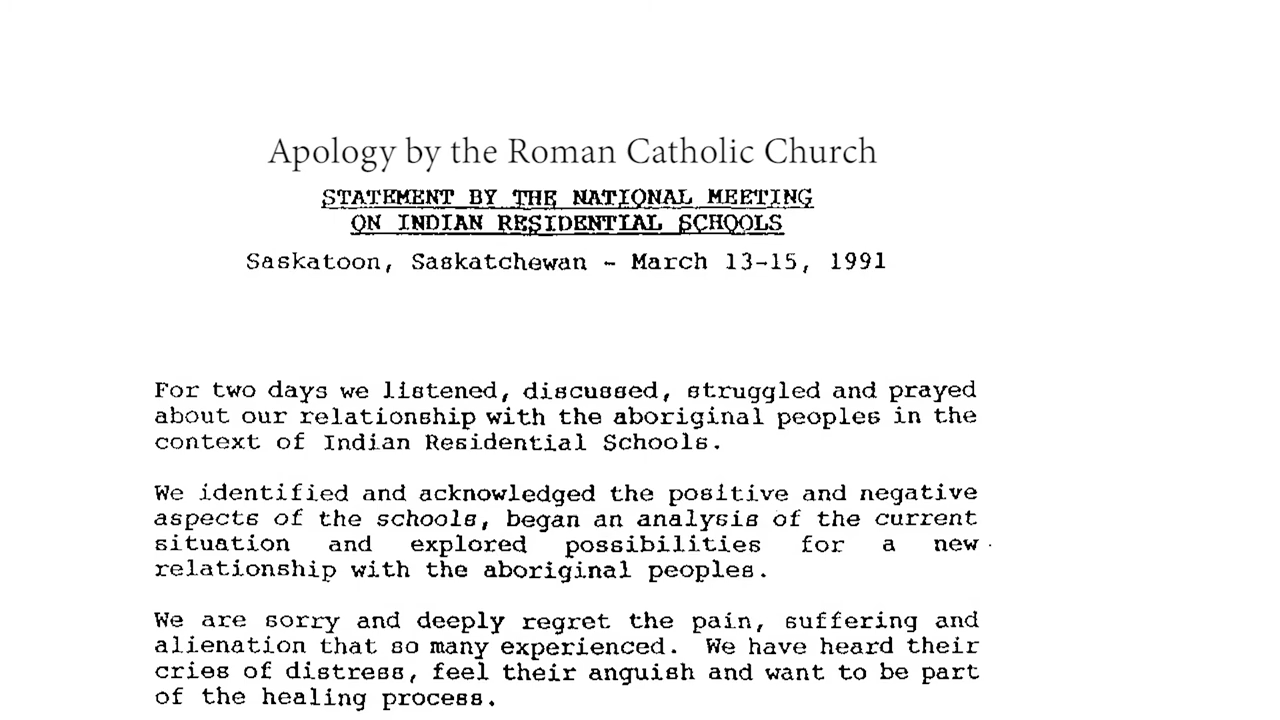 Apology by the Roman Catholic Church
STATEMENT BY THE NATIONAL MEETING
ON INDIAN RESIDENTIAL SCHOOLS
Saskatoon, Saskatchewan - March 13-15, 1991
For two days we listened, discussed, struggled and prayed
about our relationship with the aboriginal peoples in the
context of Indian Residential Schools.
We identified and acknowledged the positive and negative
aspects of the schools, began an analysis of the current
situation and explored possibilities for a new
relationship with the aboriginal peoples.
We are sorry and deeply regret the pain, suffering and
alienation that so many experienced. We have heard their
cries of distress, feel their anguish and want to be part
of the healing process.